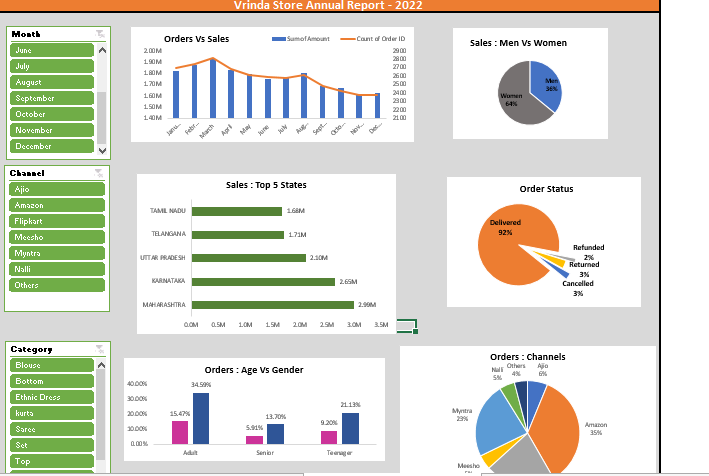 Vrinda Store Annual Report - 2022
Month
June
July
August
September
October
November
December
Orders Vs Sales
Sum of Amount
Count of Order ID
2.00M
1.90M
1.80M
1.70M
1.60M
1.50M
1.40M
2900
2800
2700
2600
2500
2400
2300
2200
2100
Janu...
Febr...
March
April
May
June
July
Aug...
Sept...
Octo...
Nov...
Dec...
Sales : Men Vs Women
Men
36%
Women
64%
Channel
Ajio
Amazon
Flipkart
Meesho
Myntra
Nalli
Others
Sales : Top 5 States
TAMIL NADU
1.68M
TELANGANA
1.71M
UTTAR PRADESH
2.10M
KARNATAKA
2.65M
MAHARASHTRA
2.99M
0.0M 0.5M 1.0M 1.5M 2.0M 2.5M 3.0M 3.5M
Order Status
Delivered
92%
Refunded
2%
Returned
3%
Cancelled
3%
Category
Blouse
Bottom
Ethnic Dress
kurta
Saree
Set
Top
Orders : Age Vs Gender
40.00%
30.00%
20.00%
10.00%
0.00%
15.47%
34.59%
5.91%
13.70%
9.20%
21.13%
Adult
Senior
Teenager
Orders : Channels
Nalli
5%
Others
4%
Ajio
6%
Myntra
23%
Amazon
35%
Meesho